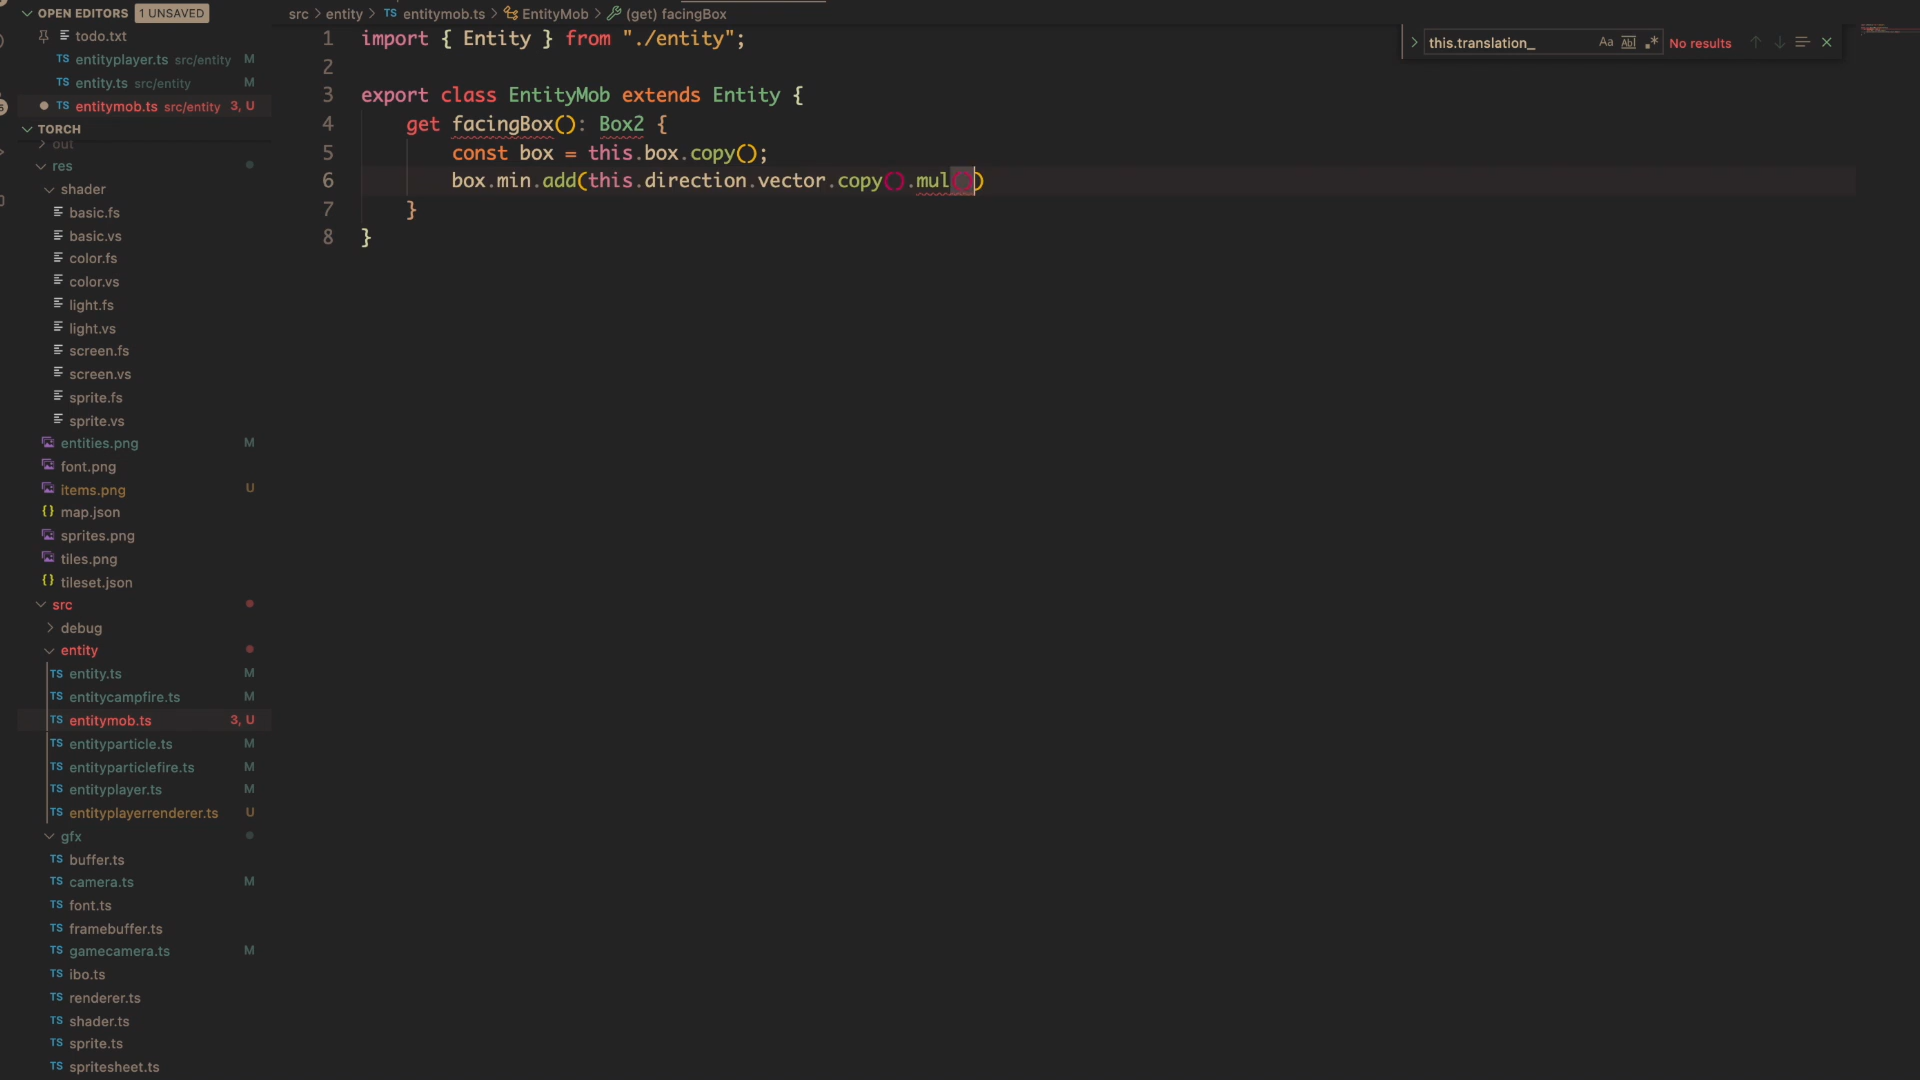 OPEN EDITORS 1 UNSAVED
todo.txt
TS entityplayer.ts src/entity M
TS entity.ts src/entity M
TS entitymob.ts src/entity 3, U
TORCH
out
res
shader
basic.fs
basic.vs
color.fs
color.vs
light.fs
light.vs
screen.fs
screen.vs
sprite.fs
sprite.vs
entities.png M
font.png
items.png U
{} map.json
sprites.png
tiles.png
{} tileset.json
src
debug
entity
TS entity.ts M
TS entitycampfire.ts M
TS entitymob.ts 3, U
TS entityparticle.ts M
TS entityparticlefire.ts M
TS entityplayer.ts M
TS entityplayerrenderer.ts U
gfx
TS buffer.ts
TS camera.ts M
TS font.ts
TS framebuffer.ts
TS gamecamera.ts M
TS ibo.ts
TS renderer.ts
TS shader.ts
TS sprite.ts
TS spritesheet.ts
src > entity > TS entitymob.ts > EntityMob > (get) facingBox
this.translation_ Aa Abl .* No results
1 import { Entity } from "./entity";
2
3 export class EntityMob extends Entity {
4 get facingBox(): Box2 {
5 const box = this.box.copy();
6 box.min.add(this.direction.vector.copy().mul())
7 }
8 }